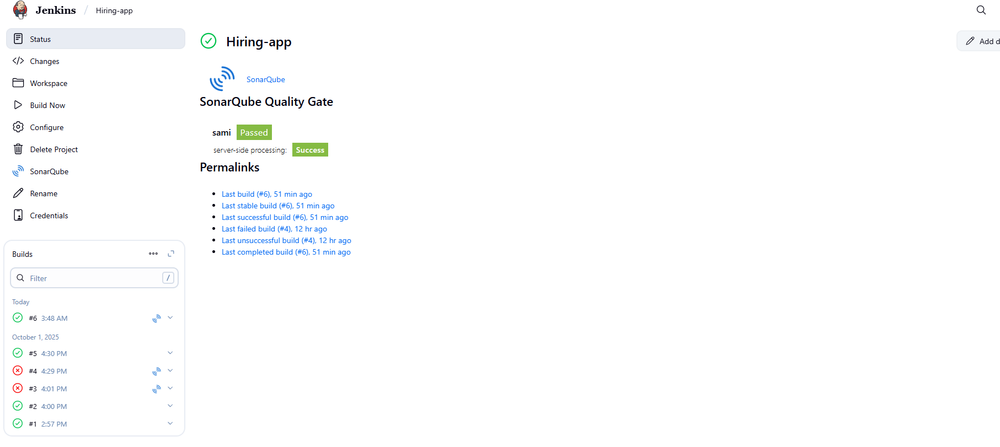 Jenkins / Hiring-app
Status
Changes
Workspace
Build Now
Configure
Delete Project
SonarQube
Rename
Credentials
Builds
Filter /
Today
#6 3:48 AM
October 1, 2025
#5 4:30 PM
#4 4:29 PM
#3 4:01 PM
#2 4:00 PM
#1 2:57 PM
Hiring-app
Add d
SonarQube
SonarQube Quality Gate
sami Passed
server-side processing: Success
Permalinks
Last build (#6), 51 min ago
Last stable build (#6), 51 min ago
Last successful build (#6), 51 min ago
Last failed build (#4), 12 hr ago
Last unsuccessful build (#4), 12 hr ago
Last completed build (#6), 51 min ago